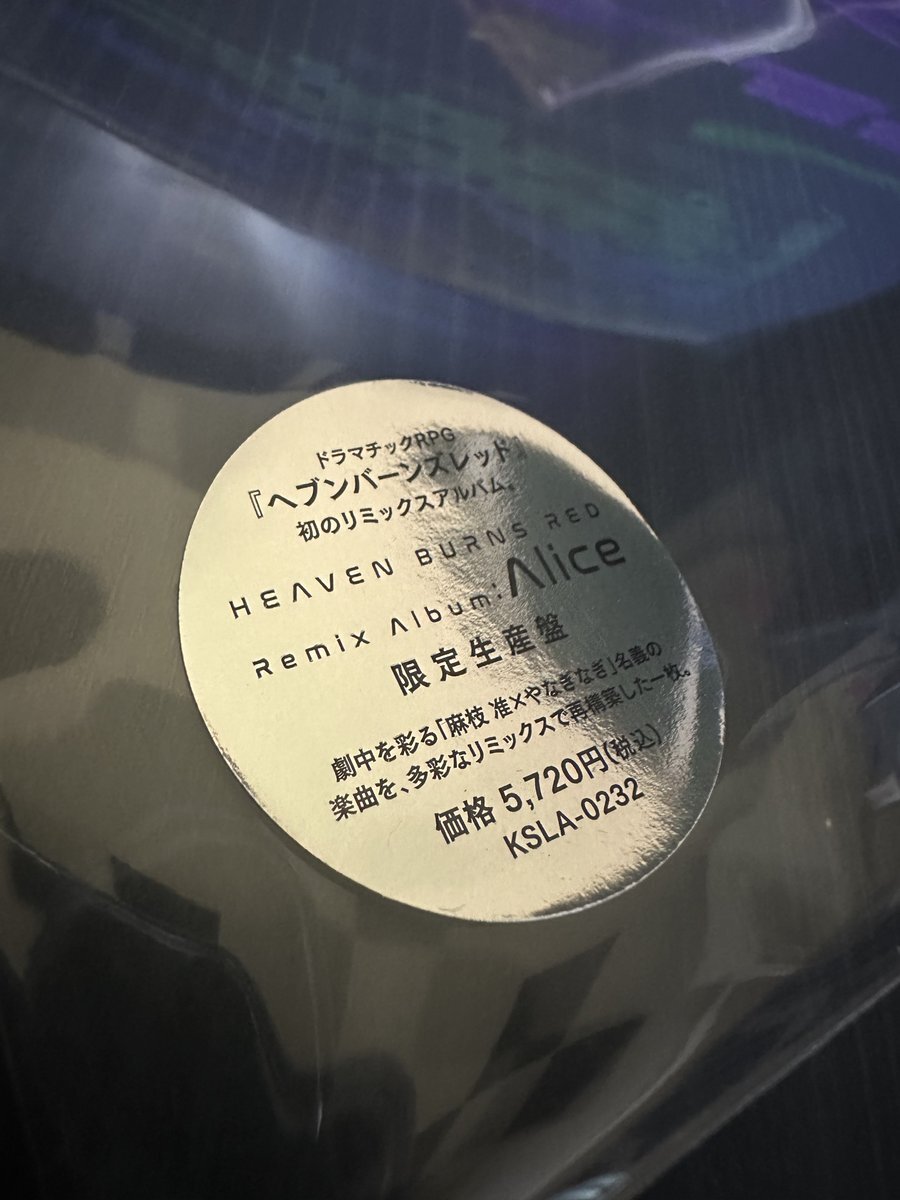 ドラマチックRPG
『ヘブンバーンズレッド』
初のリミックスアルバム。
HEAVEN BURNS RED
Remix Album:Alice
限定生産盤
劇中を彩る「麻枝 准×やなぎなぎ」名義の
楽曲を、多彩なリミックスで再構築した一枚。
価格 5,720円(税込)
KSLA-0232